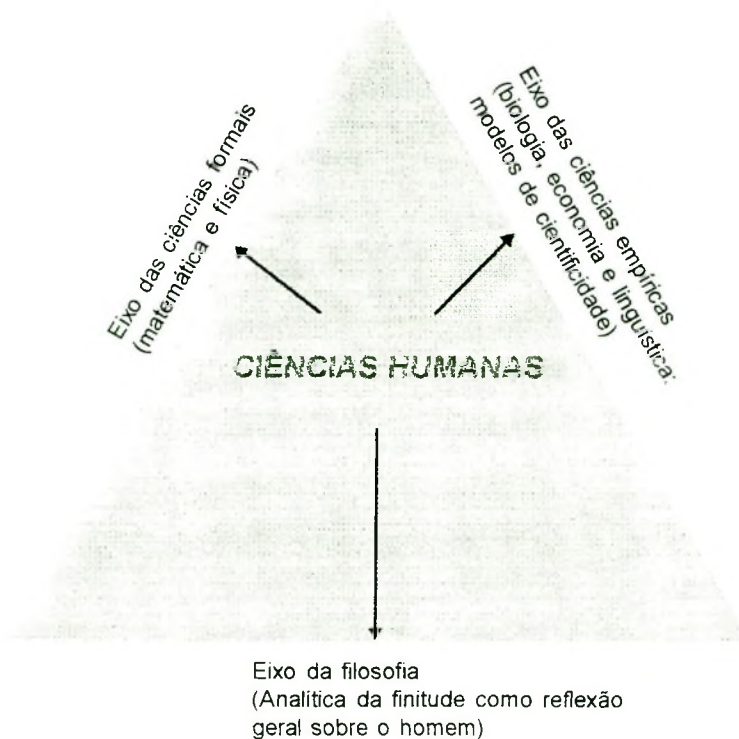 Eixo das ciências formais
(matemática e física)
Eixo das ciências empíricas
(biologia, economia e linguística:
modelos de cientificidade)
CIÊNCIAS HUMANAS
Eixo da filosofia
(Analítica da finitude como reflexão
geral sobre o homem)